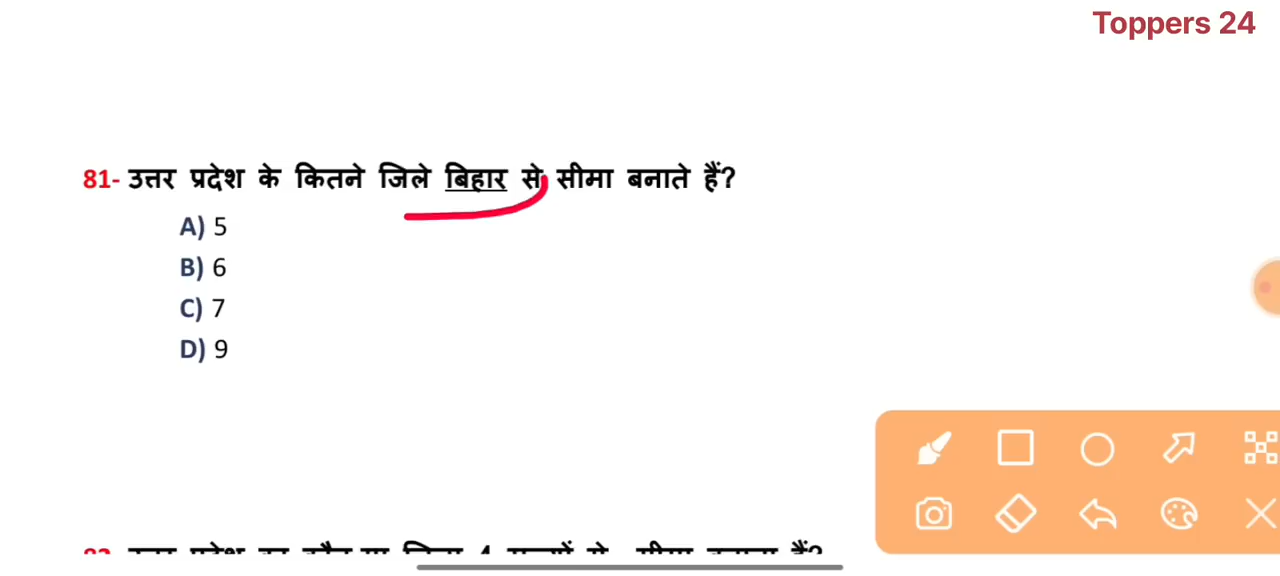 Toppers 24
81- उत्तर प्रदेश के कितने जिले बिहार से सीमा बनाते हैं?
A) 5
B) 6
C) 7
D) 9